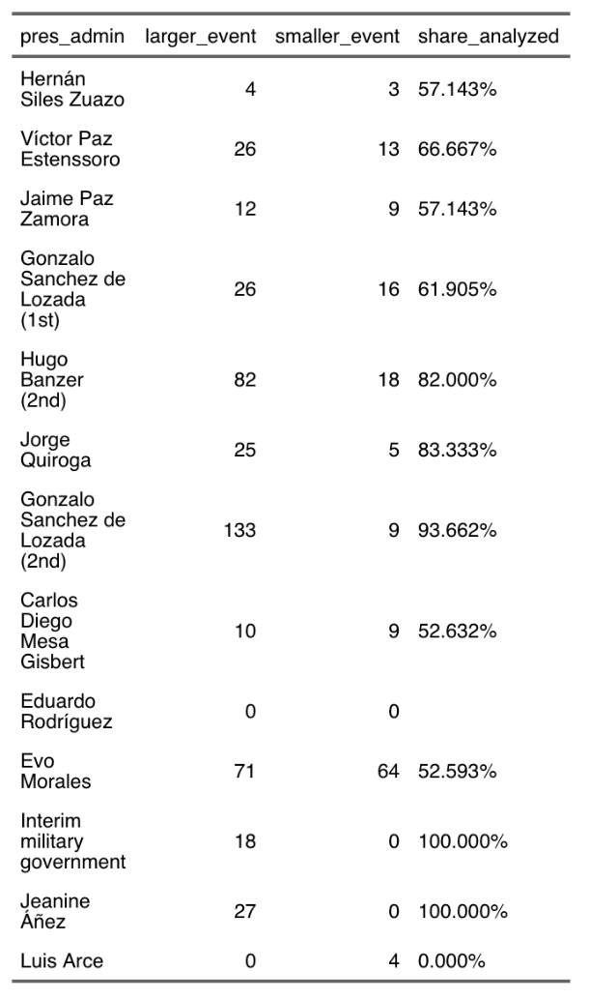 pres_admin larger_event smaller_event share_analyzed
Hernán
Siles Zuazo 4 3 57.143%
Víctor Paz
Estenssoro 26 13 66.667%
Jaime Paz
Zamora 12 9 57.143%
Gonzalo
Sanchez de
Lozada
(1st) 26 16 61.905%
Hugo
Banzer
(2nd) 82 18 82.000%
Jorge
Quiroga 25 5 83.333%
Gonzalo
Sanchez de
Lozada
(2nd) 133 9 93.662%
Carlos
Diego
Mesa
Gisbert 10 9 52.632%
Eduardo
Rodríguez 0 0
Evo
Morales 71 64 52.593%
Interim
military
government 18 0 100.000%
Jeanine
Áñez 27 0 100.000%
Luis Arce 0 4 0.000%